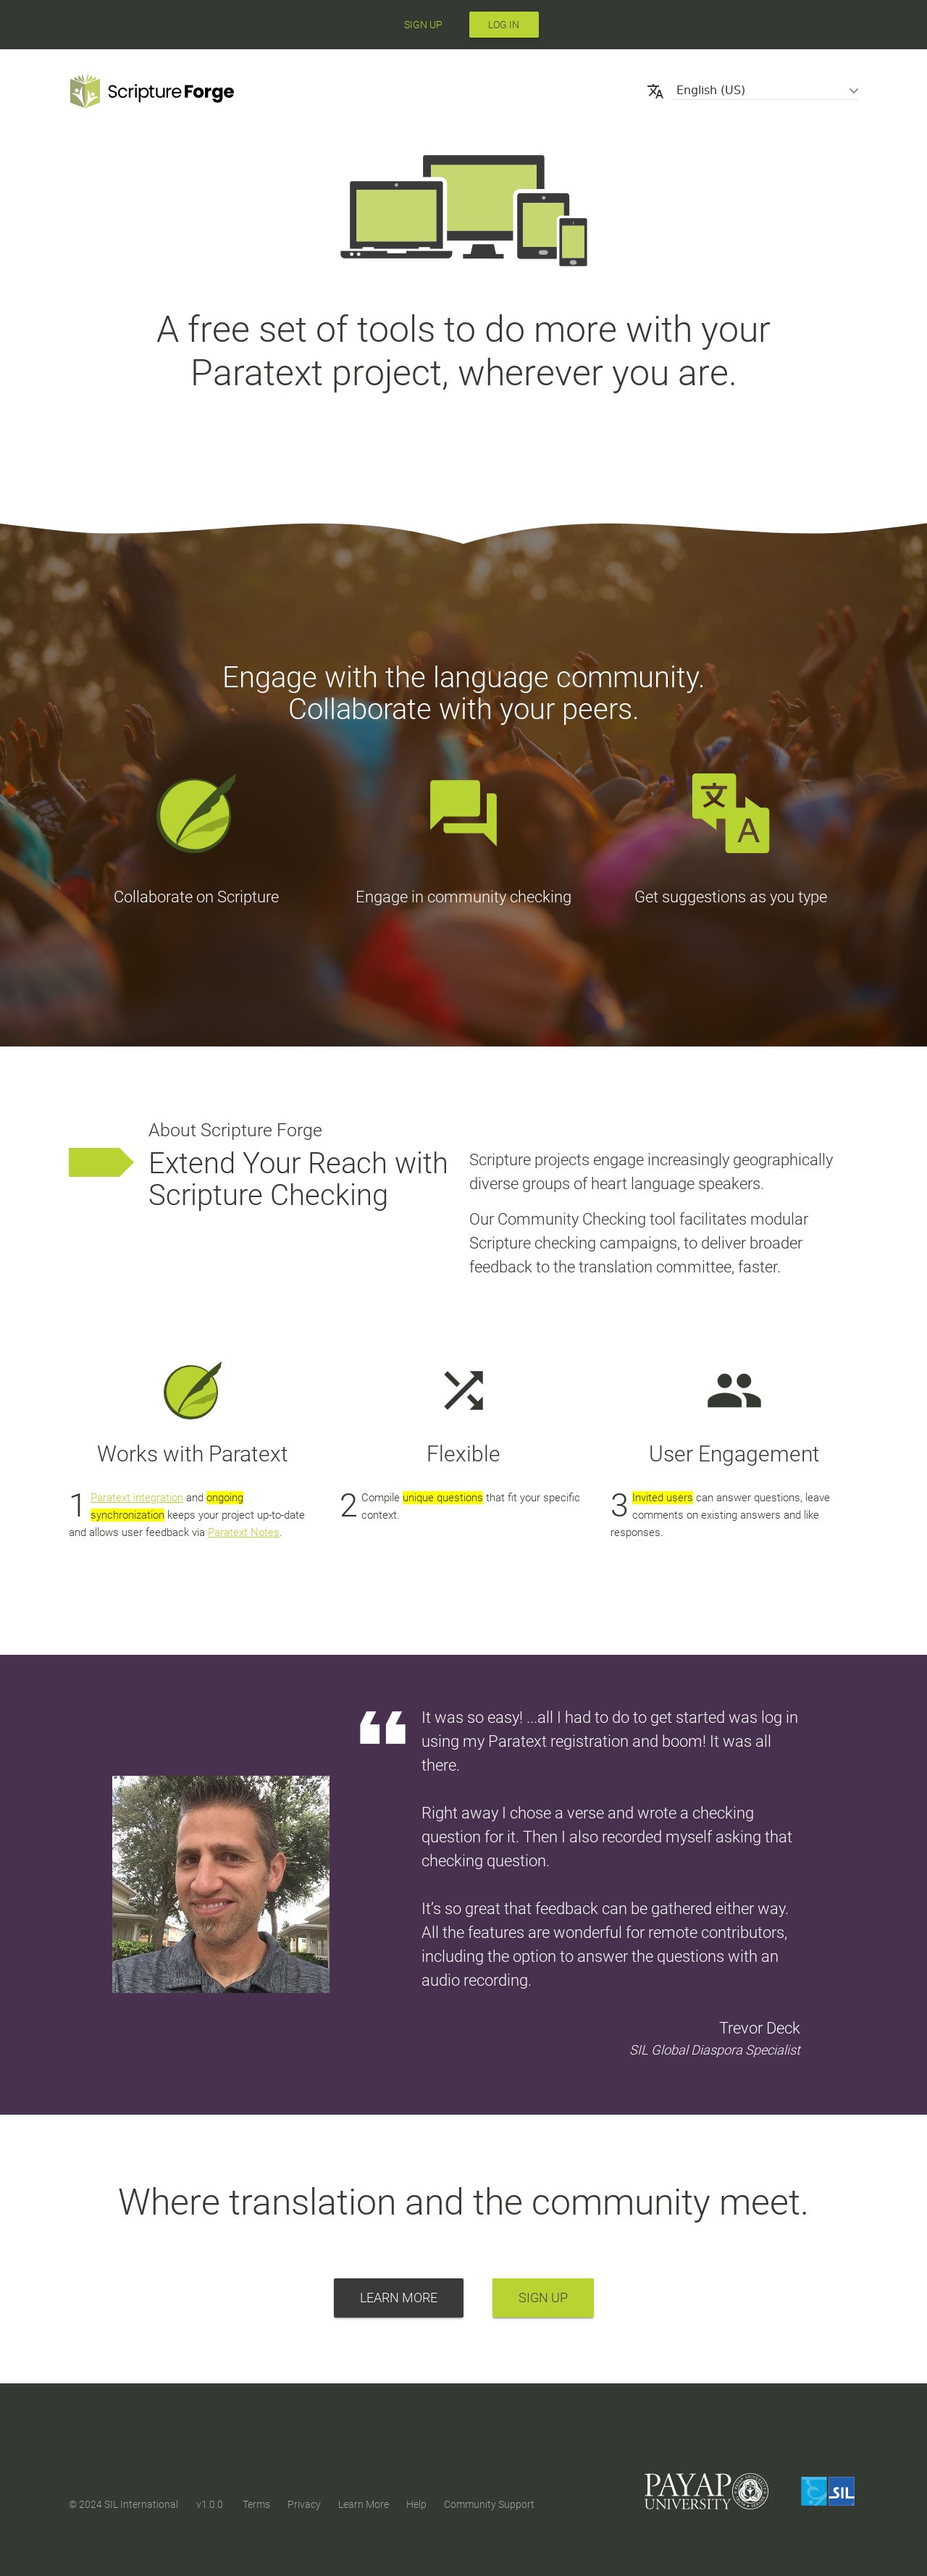 SIGN UP
LOG IN
Scripture Forge
English (US)
A free set of tools to do more with your
Paratext project, wherever you are.
Engage with the language community.
Collaborate with your peers.
文
A
Collaborate on Scripture
Engage in community checking
Get suggestions as you type
About Scripture Forge
Extend Your Reach with
Scripture Checking
Scripture projects engage increasingly geographically
diverse groups of heart language speakers.
Our Community Checking tool facilitates modular
Scripture checking campaigns, to deliver broader
feedback to the translation committee, faster.
Works with Paratext
1 Paratext integration and ongoing
synchronization keeps your project up-to-date
and allows user feedback via Paratext Notes.
Flexible
2 Compile unique questions that fit your specific
context.
User Engagement
3 Invited users can answer questions, leave
comments on existing answers and like
responses.
“
It was so easy! ...all I had to do to get started was log in
using my Paratext registration and boom! It was all
there.
Right away I chose a verse and wrote a checking
question for it. Then I also recorded myself asking that
checking question.
It’s so great that feedback can be gathered either way.
All the features are wonderful for remote contributors,
including the option to answer the questions with an
audio recording.
Trevor Deck
SIL Global Diaspora Specialist
Where translation and the community meet.
LEARN MORE
SIGN UP
© 2024 SIL International
v1.0.0
Terms
Privacy
Learn More
Help
Community Support
PAYAP
UNIVERSITY
SIL